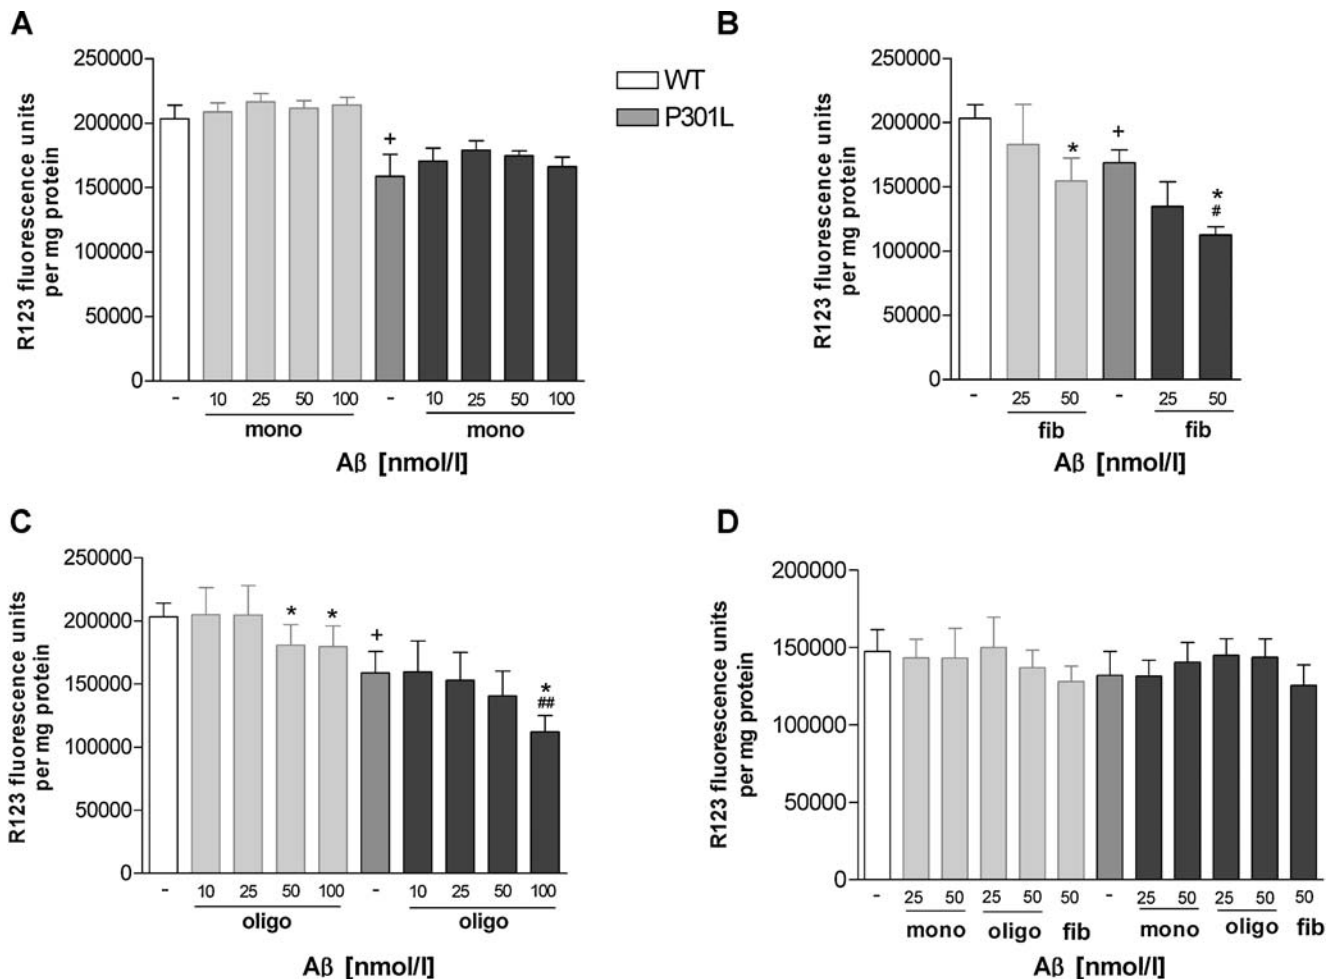 A
R123 fluorescence units
per mg protein
250000
200000
150000
100000
50000
0
+
- 10 25 50 100 - 10 25 50 100
mono mono
Aβ [nmol/l]
WT
P301L
B
R123 fluorescence units
per mg protein
250000
200000
150000
100000
50000
0
* + *
#
- 25 50 - 25 50
fib fib
Aβ [nmol/l]
C
R123 fluorescence units
per mg protein
250000
200000
150000
100000
50000
0
* * + *
##
- 10 25 50 100 - 10 25 50 100
oligo oligo
Aβ [nmol/l]
D
R123 fluorescence units
per mg protein
200000
150000
100000
50000
0
- 25 50 25 50 50 - 25 50 25 50 50
mono oligo fib mono oligo fib
Aβ [nmol/l]